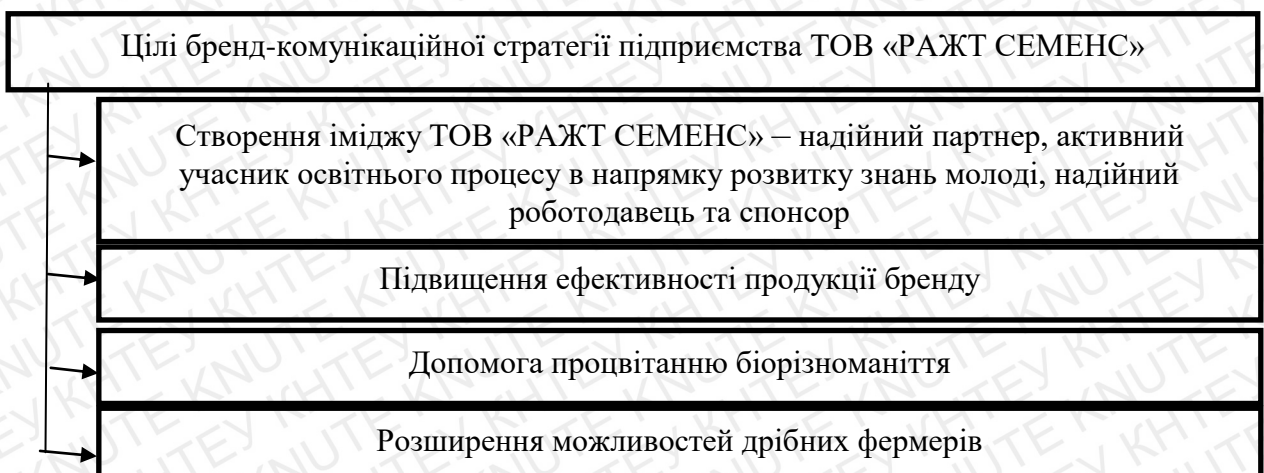 Цілі бренд-комунікаційної стратегії підприємства ТОВ «РАЖТ СЕМЕНС»
Створення іміджу ТОВ «РАЖТ СЕМЕНС» – надійний партнер, активний
учасник освітнього процесу в напрямку розвитку знань молоді, надійний
роботодавець та спонсор
Підвищення ефективності продукції бренду
Допомога процвітанню біорізноманіття
Розширення можливостей дрібних фермерів